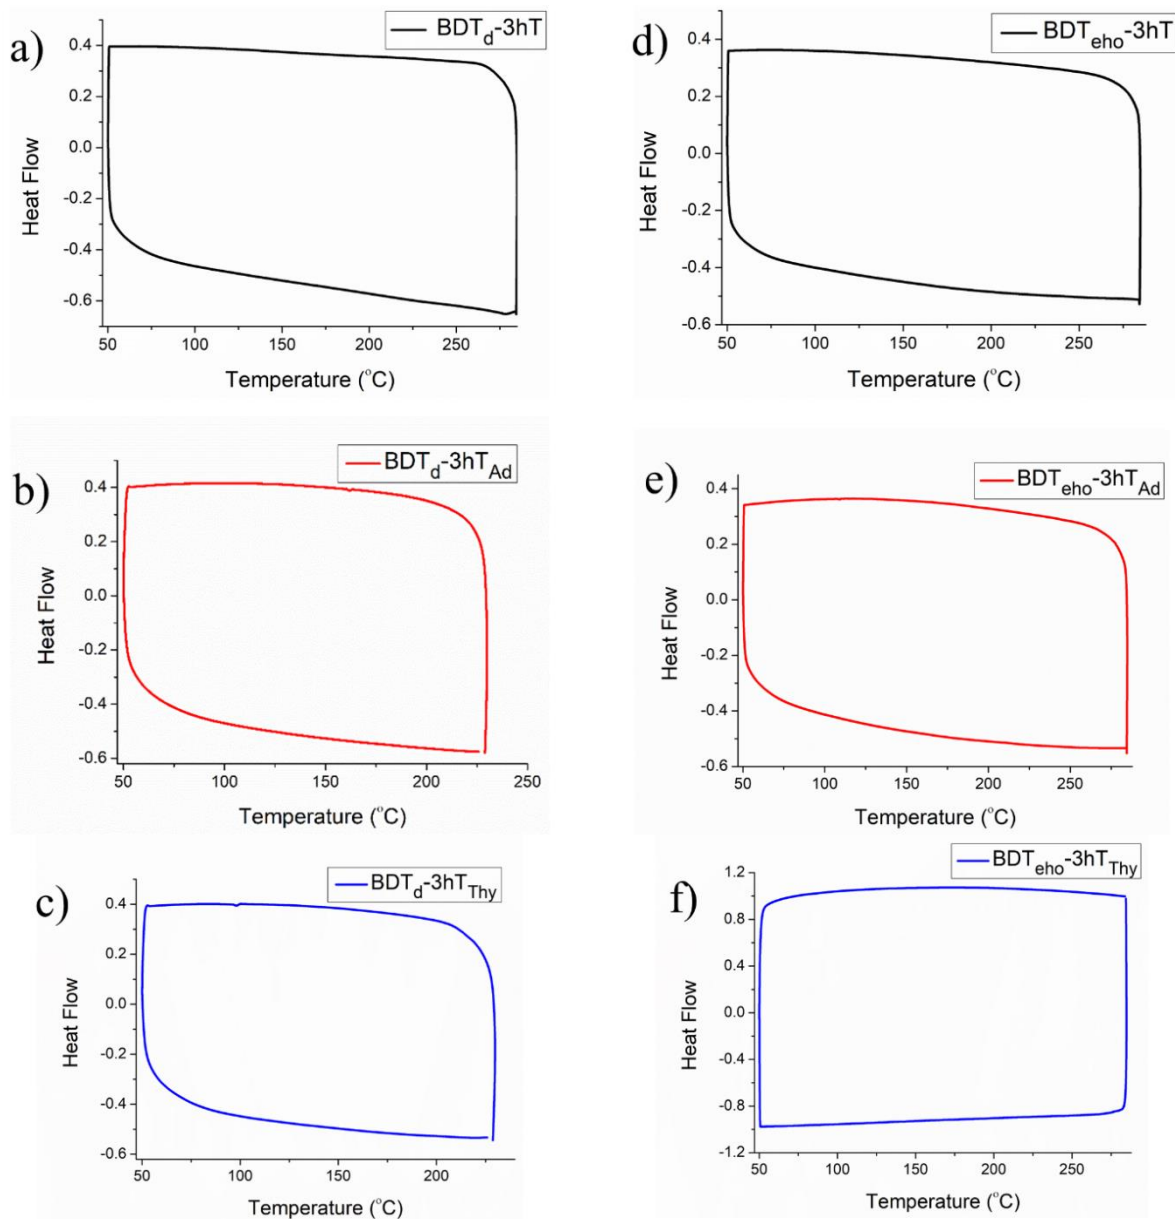 a)
BDTd-3hT
0.4
0.2
0.0
-0.2
-0.4
-0.6
Heat Flow
50 100 150 200 250
Temperature (°C)
d)
BDTeho-3hT
0.4
0.2
0.0
-0.2
-0.4
-0.6
Heat Flow
50 100 150 200 250
Temperature (°C)
b)
BDTd-3hTAd
0.4
0.2
0.0
-0.2
-0.4
-0.6
Heat Flow
50 100 150 200 250
Temperature (°C)
e)
BDTeho-3hTAd
0.4
0.2
0.0
-0.2
-0.4
-0.6
Heat Flow
50 100 150 200 250
Temperature (°C)
c)
BDTd-3hTThy
0.4
0.2
0.0
-0.2
-0.4
-0.6
Heat Flow
50 100 150 200
Temperature (°C)
f)
BDTeho-3hTThy
1.2
0.8
0.4
0.0
-0.4
-0.8
-1.2
Heat Flow
50 100 150 200 250
Temperature (°C)